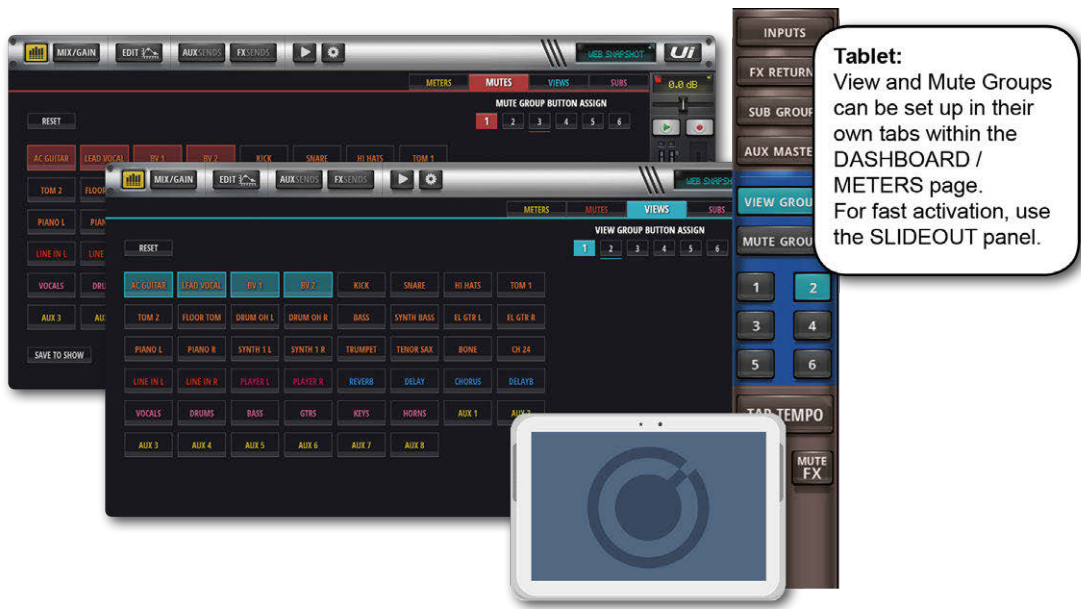 MIX/GAIN EDIT AUXSENDS FXSENDS WEB SNAPSHOT Ui
METERS MUTES VIEWS SUBS 0.0 dB
MUTE GROUP BUTTON ASSIGN
RESET 1 2 3 4 5 6
AC GUITAR LEAD VOCAL BV 1 BV 2 KICK SNARE HI HATS TOM 1
TOM 2
PIANO L
LINE IN L LINE
VOCALS
AUX 3
SAVE TO SHOW
MIX/GAIN EDIT AUXSENDS FXSENDS
METERS MUTES VIEWS SUBS
VIEW GROUP BUTTON ASSIGN
RESET 1 2 3 4 5 6
AC GUITAR LEAD VOCAL BV 1 BV 2 KICK SNARE HI HATS TOM 1
TOM 2 FLOOR TOM DRUM OH L DRUM OH R BASS SYNTH BASS EL GTR L EL GTR R
PIANO L PIANO R SYNTH 1 L SYNTH 1 R TRUMPET TENOR SAX BONE CH 24
LINE IN L LINE IN R PLAYER L PLAYER R REVERB DELAY CHORUS DELAYB
VOCALS DRUMS BASS GTRS KEYS HORNS AUX 1 AUX 2
AUX 3 AUX 4 AUX 5 AUX 6 AUX 7 AUX 8
INPUTS
FX RETURN
SUB GROUP
AUX MASTE
VIEW GROU
MUTE GROU
1 2
3 4
5 6
TAP TEMPO
MUTE
FX
Tablet:
View and Mute Groups
can be set up in their
own tabs within the
DASHBOARD /
METERS page.
For fast activation, use
the SLIDEOUT panel.